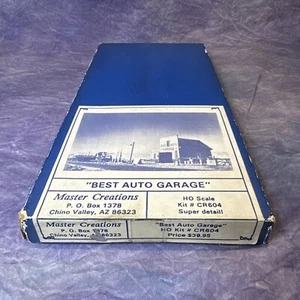 "BEST AUTO GARAGE"
Master Creations
P. O. Box 1378
Chino Valley, AZ 86323
HO Scale
Kit # CR604
Super detail!
Master Creations
P. O. Box 1378
Chino Valley, AZ 86323
"Best Auto Garage"
HO Kit # CR604
Price $39.95